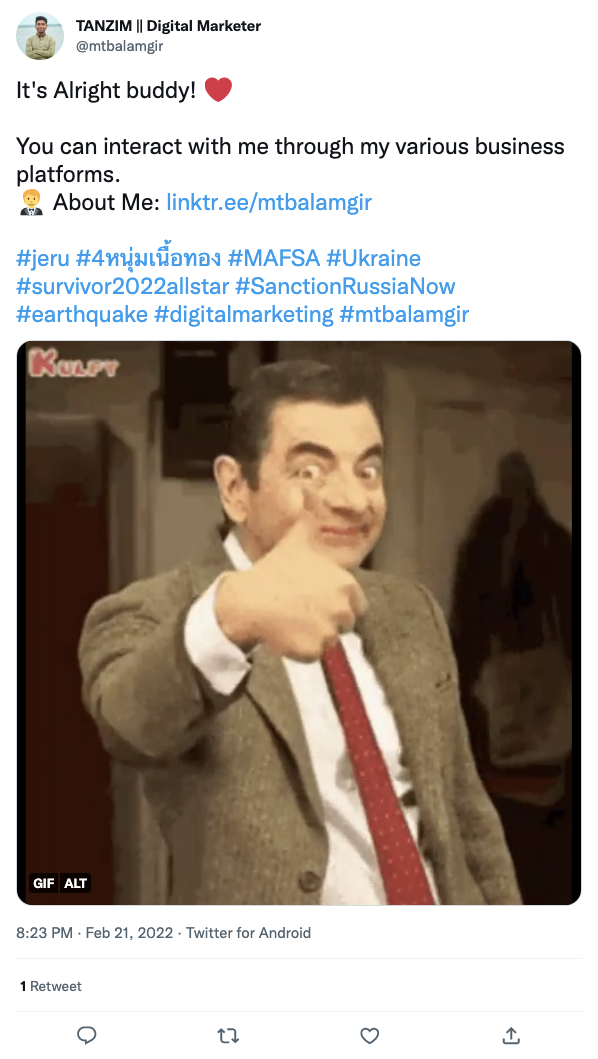 TANZIM || Digital Marketer
@mtbalamgir
It's Alright buddy! ❤️
You can interact with me through my various business
platforms.
🤵 About Me: linktr.ee/mtbalamgir
#jeru #4หนุ่มเนื้อทอง #MAFSA #Ukraine
#survivor2022allstar #SanctionRussiaNow
#earthquake #digitalmarketing #mtbalamgir
KULFY
GIF ALT
8:23 PM · Feb 21, 2022 · Twitter for Android
1 Retweet